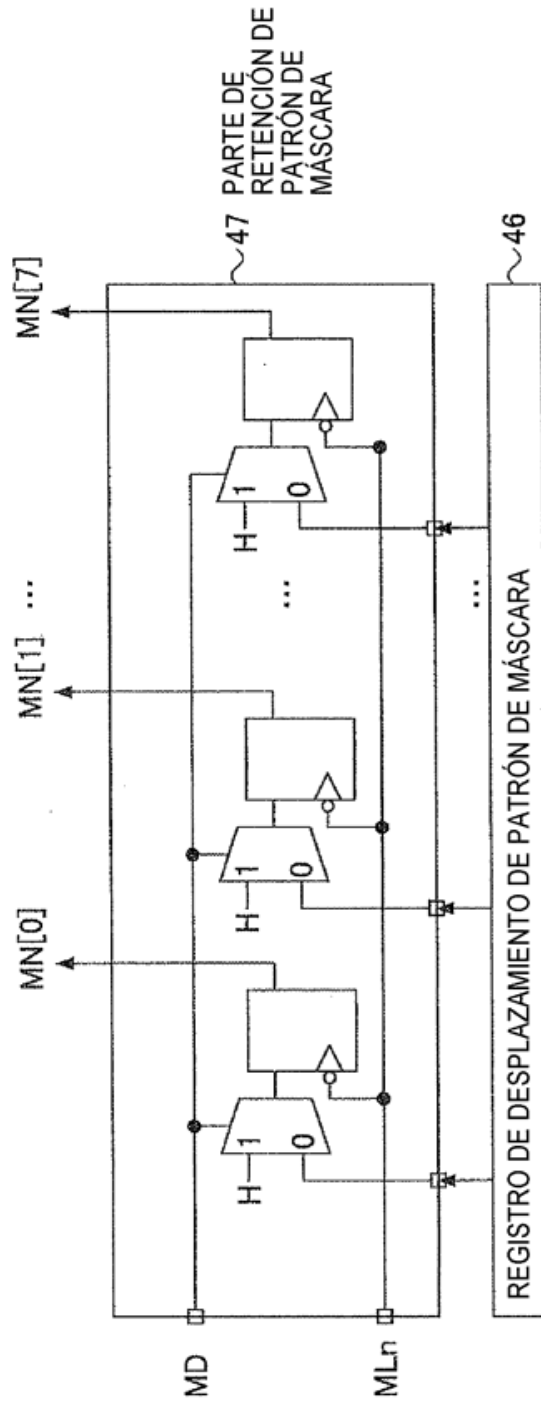 MN[0]
MN[1]
...
MN[7]
MD
MLn
H
1
0
H
1
0
...
H
1
0
47
PARTE DE
RETENCIÓN DE
PATRÓN DE
MÁSCARA
...
46
REGISTRO DE DESPLAZAMIENTO DE PATRÓN DE MÁSCARA